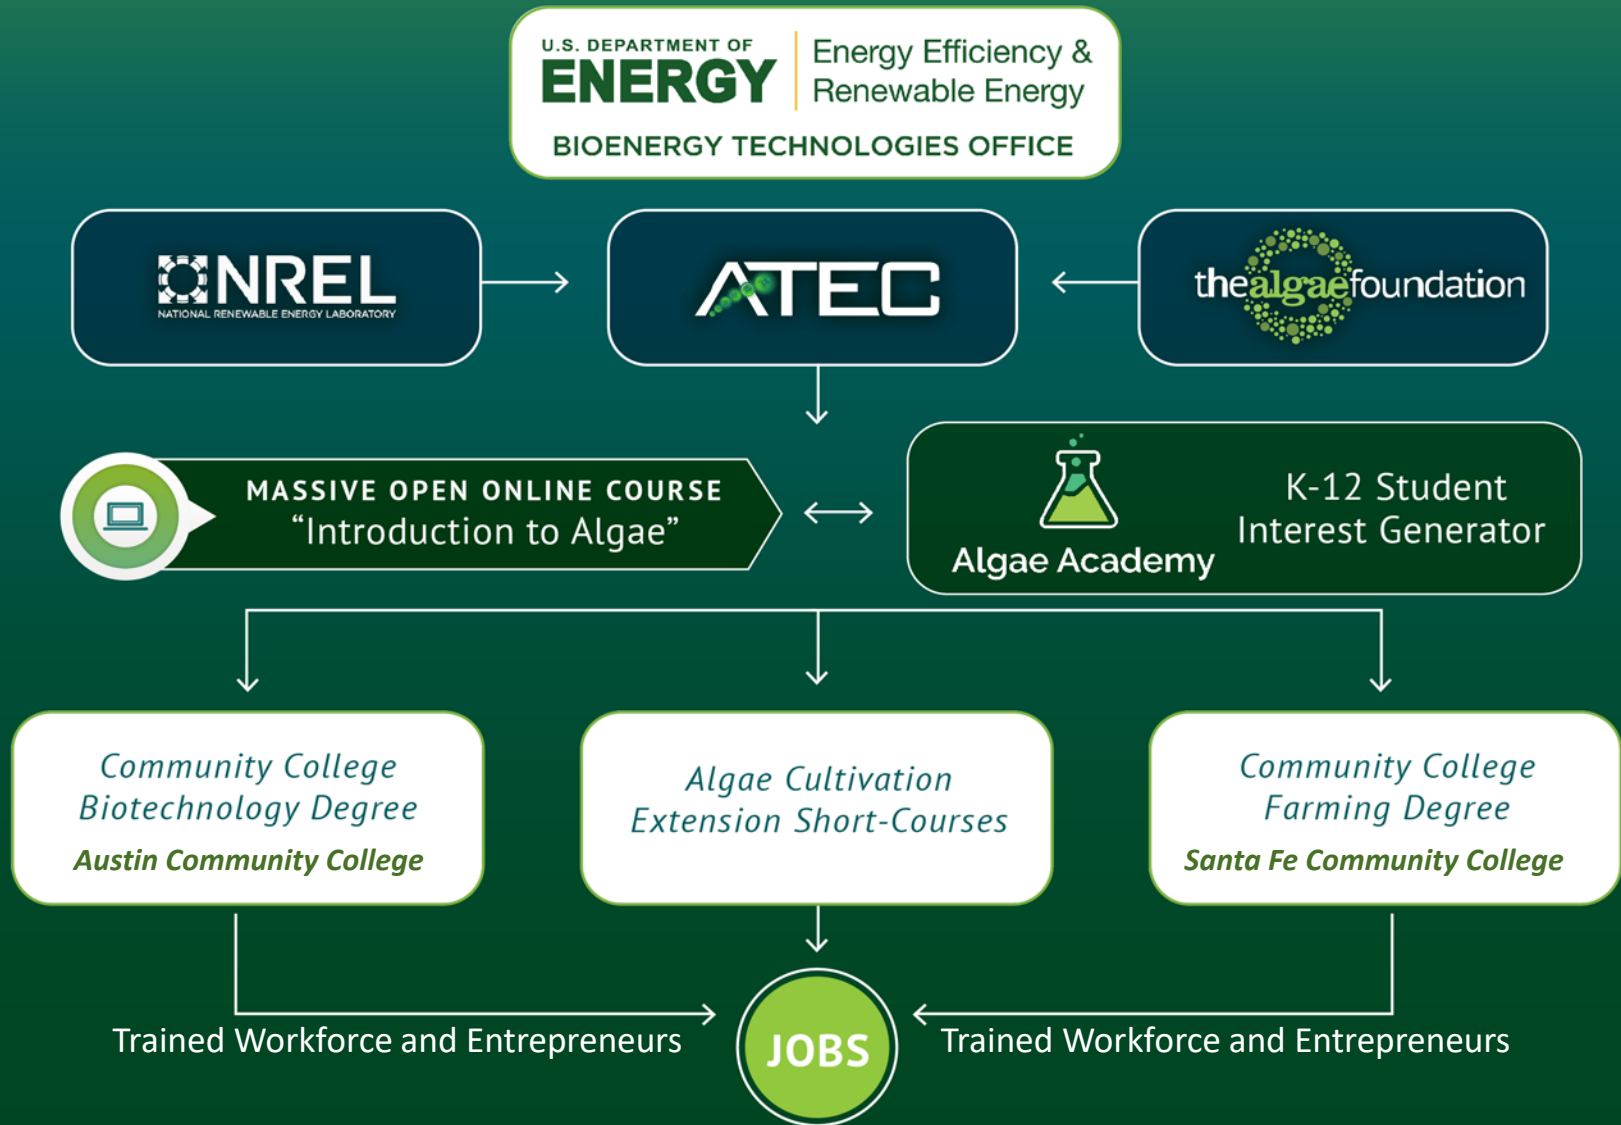 U.S. DEPARTMENT OF
ENERGY
Energy Efficiency &
Renewable Energy
BIOENERGY TECHNOLOGIES OFFICE
NREL
NATIONAL RENEWABLE ENERGY LABORATORY
ATEC
thealgaefoundation
MASSIVE OPEN ONLINE COURSE
“Introduction to Algae”
Algae Academy
K-12 Student
Interest Generator
Community College
Biotechnology Degree
Austin Community College
Algae Cultivation
Extension Short-Courses
Community College
Farming Degree
Santa Fe Community College
Trained Workforce and Entrepreneurs
JOBS
Trained Workforce and Entrepreneurs